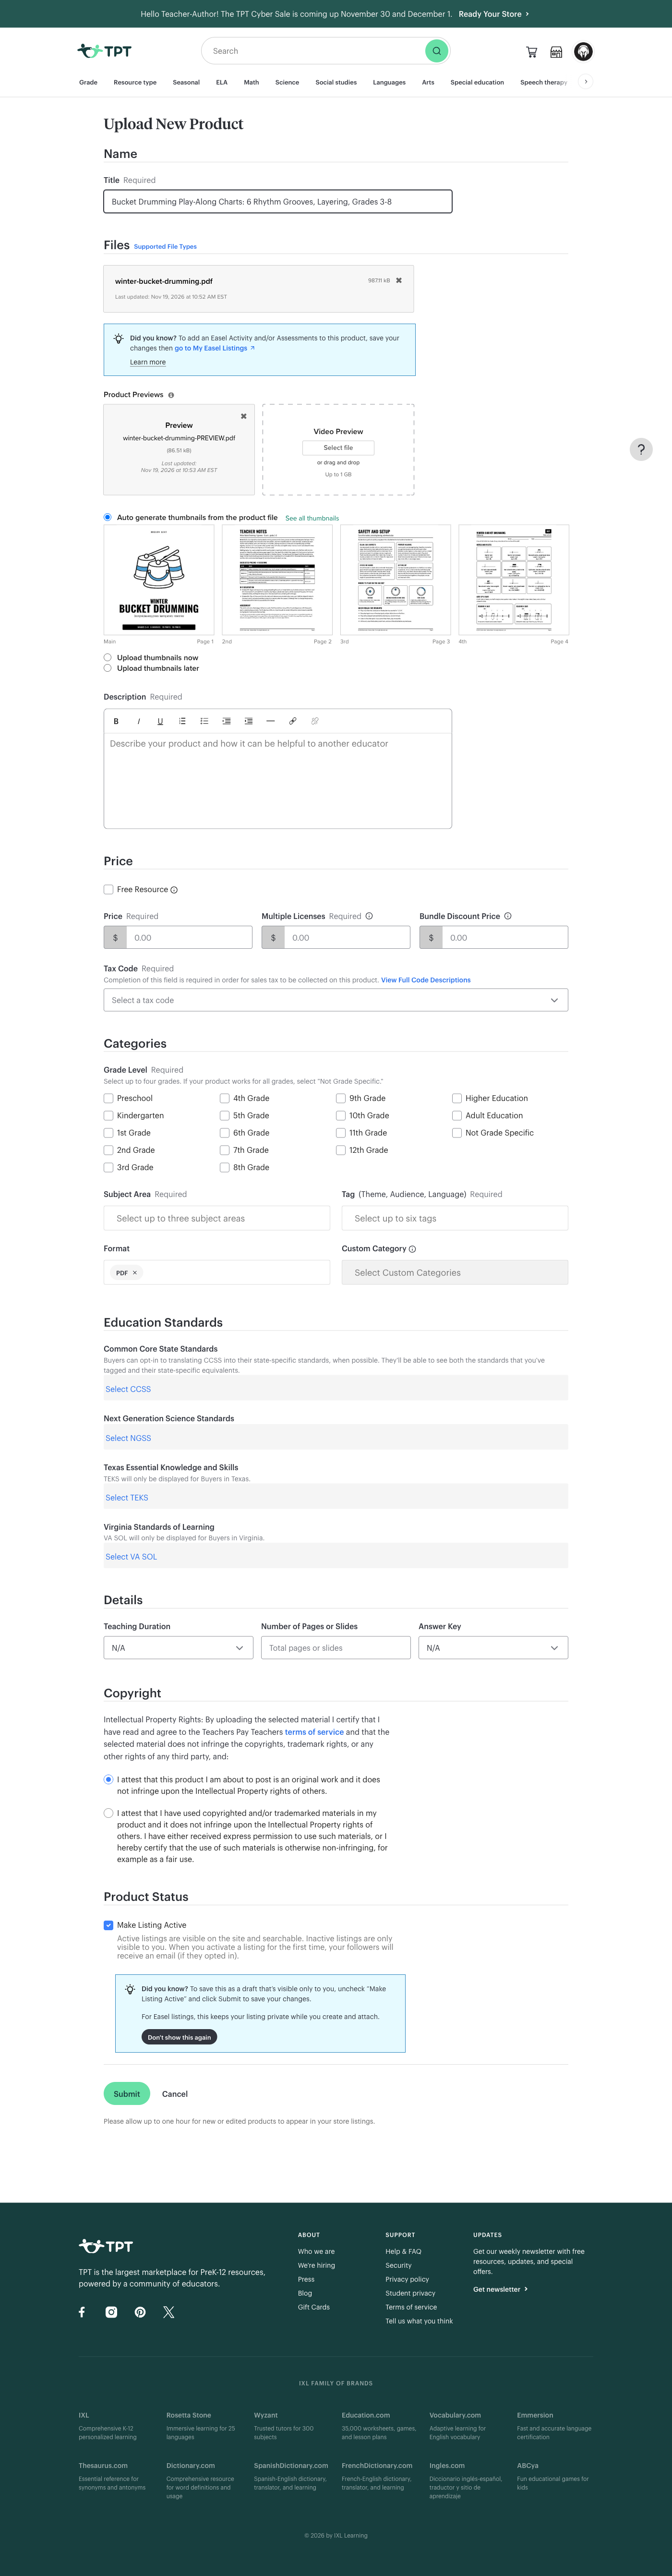 Hello Teacher-Author! The TPT Cyber Sale is coming up November 30 and December 1. Ready Your Store
TPT
Search
Grade Resource type Seasonal ELA Math Science Social studies Languages Arts Special education Speech therapy
Upload New Product
Name
Title Required
Bucket Drumming Play-Along Charts: 6 Rhythm Grooves, Layering, Grades 3-8
Files Supported File Types
winter-bucket-drumming.pdf
987.11 kB
Last updated: Nov 19, 2026 at 10:52 AM EST
Did you know? To add an Easel Activity and/or Assessments to this product, save your
changes then go to My Easel Listings
Learn more
Product Previews
Preview
winter-bucket-drumming-PREVIEW.pdf
(86.51 kB)
Last updated:
Nov 19, 2026 at 10:53 AM EST
Video Preview
Select file
or drag and drop
Up to 1 GB
Auto generate thumbnails from the product file See all thumbnails
WINTER
BUCKET DRUMMING
TEACHER NOTES
SAFETY AND SETUP
Main Page 1 2nd Page 2 3rd Page 3 4th Page 4
Upload thumbnails now
Upload thumbnails later
Description Required
B I U
Describe your product and how it can be helpful to another educator
Price
Free Resource
Price Required Multiple Licenses Required Bundle Discount Price
$ 0.00 $ 0.00 $ 0.00
Tax Code Required
Completion of this field is required in order for sales tax to be collected on this product. View Full Code Descriptions
Select a tax code
Categories
Grade Level Required
Select up to four grades. If your product works for all grades, select "Not Grade Specific."
Preschool 4th Grade 9th Grade Higher Education
Kindergarten 5th Grade 10th Grade Adult Education
1st Grade 6th Grade 11th Grade Not Grade Specific
2nd Grade 7th Grade 12th Grade
3rd Grade 8th Grade
Subject Area Required Tag (Theme, Audience, Language) Required
Select up to three subject areas Select up to six tags
Format Custom Category
PDF Select Custom Categories
Education Standards
Common Core State Standards
Buyers can opt-in to translating CCSS into their state-specific standards, when possible. They'll be able to see both the standards that you've
tagged and their state-specific equivalents.
Select CCSS
Next Generation Science Standards
Select NGSS
Texas Essential Knowledge and Skills
TEKS will only be displayed for Buyers in Texas.
Select TEKS
Virginia Standards of Learning
VA SOL will only be displayed for Buyers in Virginia.
Select VA SOL
Details
Teaching Duration Number of Pages or Slides Answer Key
N/A Total pages or slides N/A
Copyright
Intellectual Property Rights: By uploading the selected material I certify that I
have read and agree to the Teachers Pay Teachers terms of service and that the
selected material does not infringe the copyrights, trademark rights, or any
other rights of any third party, and:
I attest that this product I am about to post is an original work and it does
not infringe upon the Intellectual Property rights of others.
I attest that I have used copyrighted and/or trademarked materials in my
product and it does not infringe upon the Intellectual Property rights of
others. I have either received express permission to use such materials, or I
hereby certify that the use of such materials is otherwise non-infringing, for
example as a fair use.
Product Status
Make Listing Active
Active listings are visible on the site and searchable. Inactive listings are only
visible to you. When you activate a listing for the first time, your followers will
receive an email (if they opted in).
Did you know? To save this as a draft that's visible only to you, uncheck "Make
Listing Active" and click Submit to save your changes.
For Easel listings, this keeps your listing private while you create and attach.
Don't show this again
Submit Cancel
Please allow up to one hour for new or edited products to appear in your store listings.
?
TPT
TPT is the largest marketplace for PreK-12 resources,
powered by a community of educators.
ABOUT
Who we are
We're hiring
Press
Blog
Gift Cards
SUPPORT
Help & FAQ
Security
Privacy policy
Student privacy
Terms of service
Tell us what you think
UPDATES
Get our weekly newsletter with free
resources, updates, and special
offers.
Get newsletter
IXL FAMILY OF BRANDS
IXL
Comprehensive K-12
personalized learning
Rosetta Stone
Immersive learning for 25
languages
Wyzant
Trusted tutors for 300
subjects
Education.com
35,000 worksheets, games,
and lesson plans
Vocabulary.com
Adaptive learning for
English vocabulary
Emmersion
Fast and accurate language
certification
Thesaurus.com
Essential reference for
synonyms and antonyms
Dictionary.com
Comprehensive resource
for word definitions and
usage
SpanishDictionary.com
Spanish-English dictionary,
translator, and learning
FrenchDictionary.com
French-English dictionary,
translator, and learning
Ingles.com
Diccionario inglés-español,
traductor y sitio de
aprendizaje
ABCya
Fun educational games for
kids
© 2026 by IXL Learning